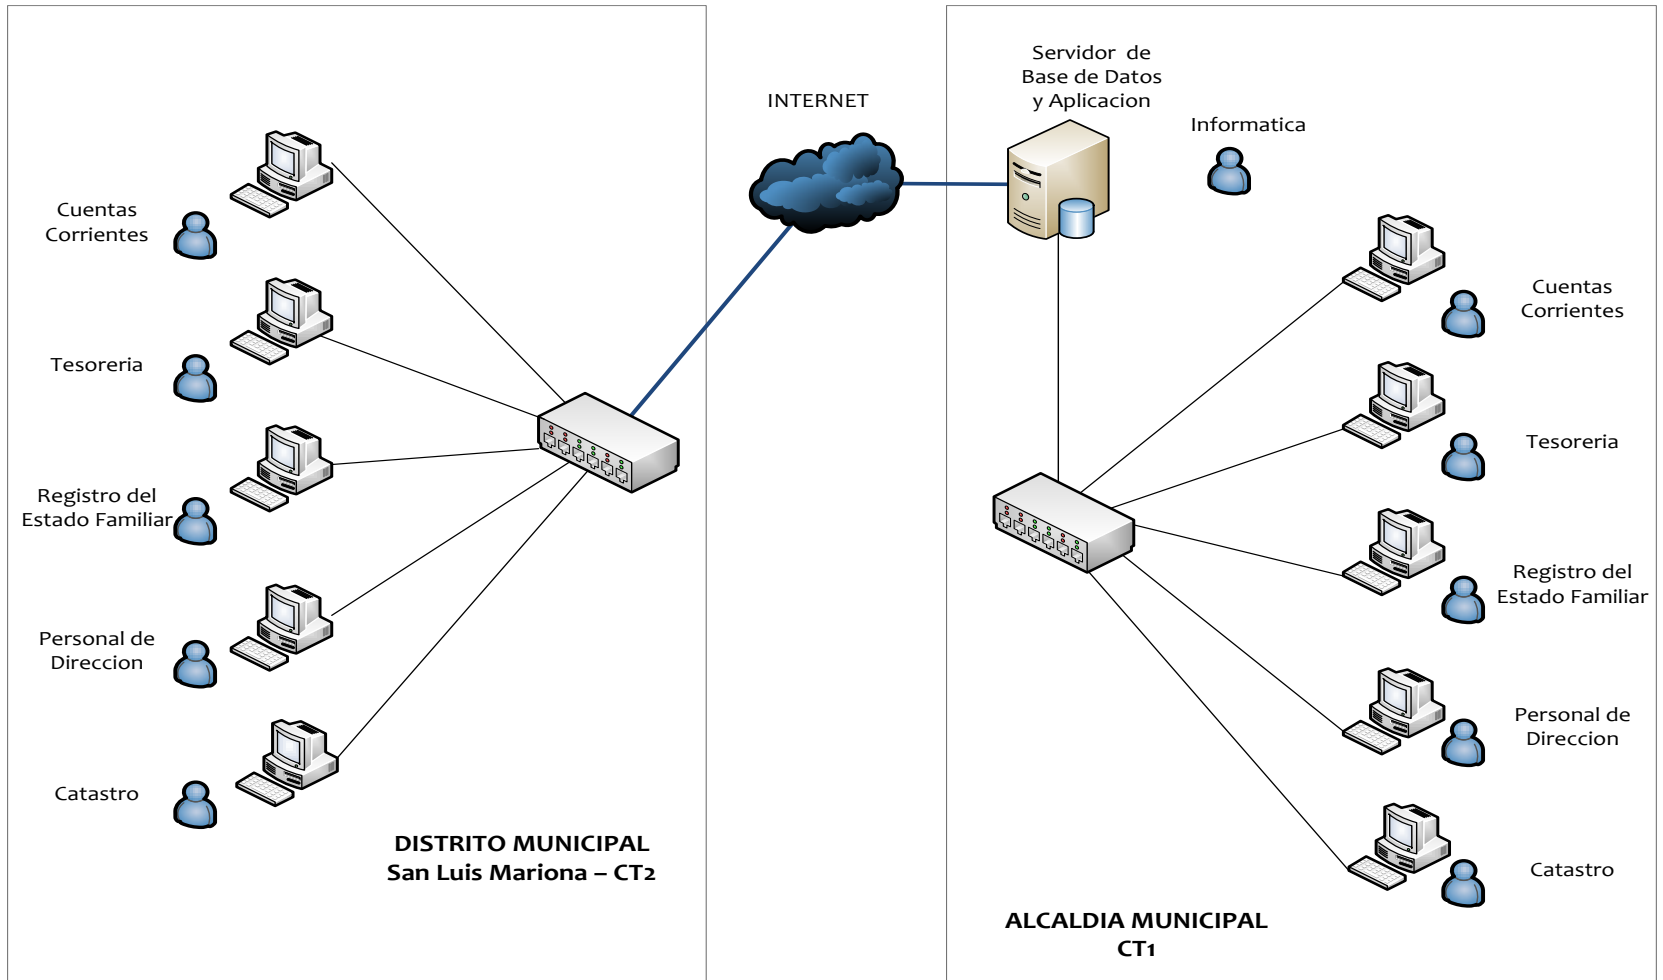 INTERNET
Servidor de
Base de Datos
y Aplicacion
Informatica
Cuentas
Corrientes
Tesoreria
Registro del
Estado Familiar
Personal de
Direccion
Catastro
DISTRITO MUNICIPAL
San Luis Mariona – CT2
Cuentas
Corrientes
Tesoreria
Registro del
Estado Familiar
Personal de
Direccion
Catastro
ALCALDIA MUNICIPAL
CT1